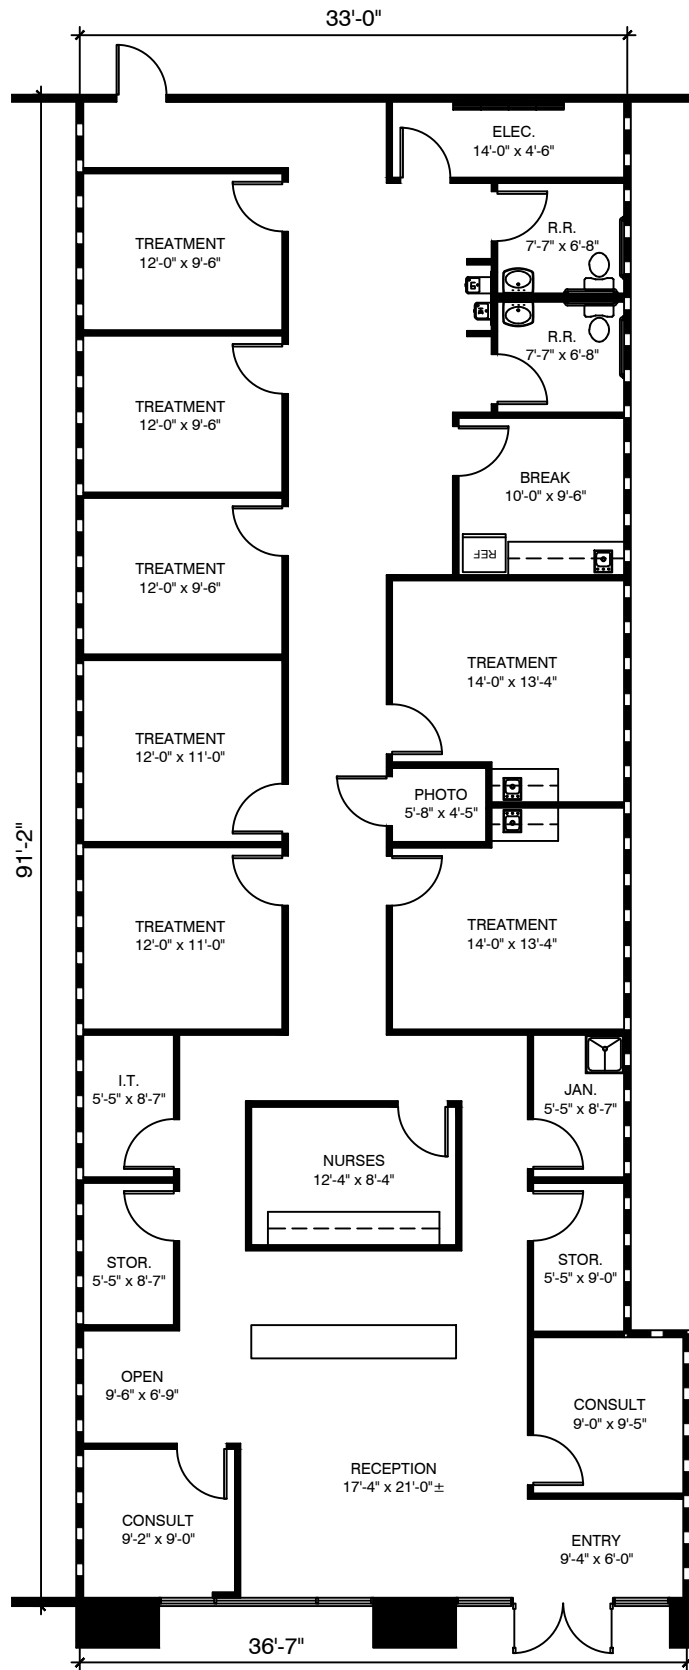 33'-0"
ELEC.
14'-0" x 4'-6"
R.R.
7'-7" x 6'-8"
TREATMENT
12'-0" x 9'-6"
R.R.
7'-7" x 6'-8"
TREATMENT
12'-0" x 9'-6"
BREAK
10'-0" x 9'-6"
REF
TREATMENT
12'-0" x 9'-6"
TREATMENT
14'-0" x 13'-4"
TREATMENT
12'-0" x 11'-0"
PHOTO
5'-8" x 4'-5"
91'-2"
TREATMENT
12'-0" x 11'-0"
TREATMENT
14'-0" x 13'-4"
I.T.
5'-5" x 8'-7"
JAN.
5'-5" x 8'-7"
NURSES
12'-4" x 8'-4"
STOR.
5'-5" x 8'-7"
STOR.
5'-5" x 9'-0"
OPEN
9'-6" x 6'-9"
CONSULT
9'-0" x 9'-5"
RECEPTION
17'-4" x 21'-0"±
CONSULT
9'-2" x 9'-0"
ENTRY
9'-4" x 6'-0"
36'-7"